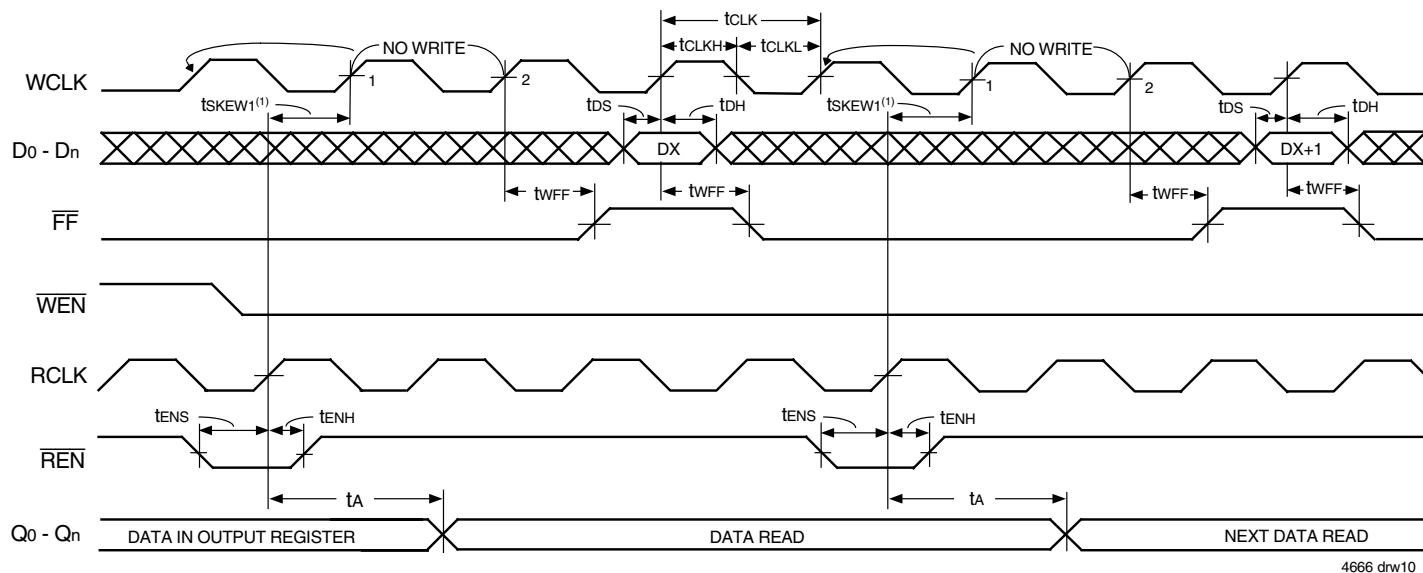 tCLK
tCLKH
tCLKL
NO WRITE
NO WRITE
WCLK
1
2
1
2
tSKEW1(1)
tDS
tDH
tSKEW1(1)
tDS
tDH
D0 - Dn
DX
DX+1
tWFF
tWFF
tWFF
tWFF
FF
WEN
RCLK
tENS
tENH
tENS
tENH
REN
tA
tA
Q0 - Qn
DATA IN OUTPUT REGISTER
DATA READ
NEXT DATA READ
4666 drw10